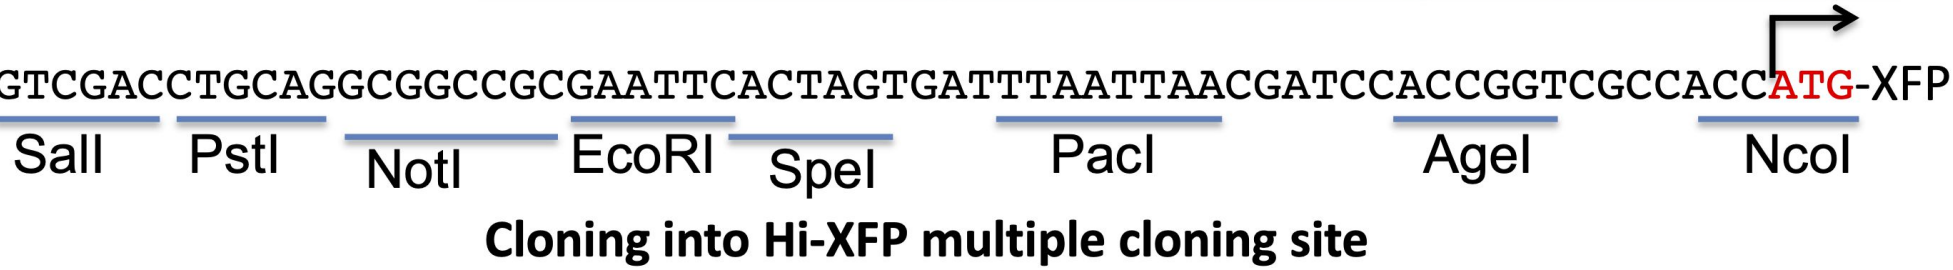 GTCGACCTGCAGGCGGCCGCGAATTCACTAGTGATTTAATTAACGATCCACCGGTCGCCACCATG-XFP
SalI PstI NotI EcoRI SpeI PacI AgeI NcoI
Cloning into Hi-XFP multiple cloning site